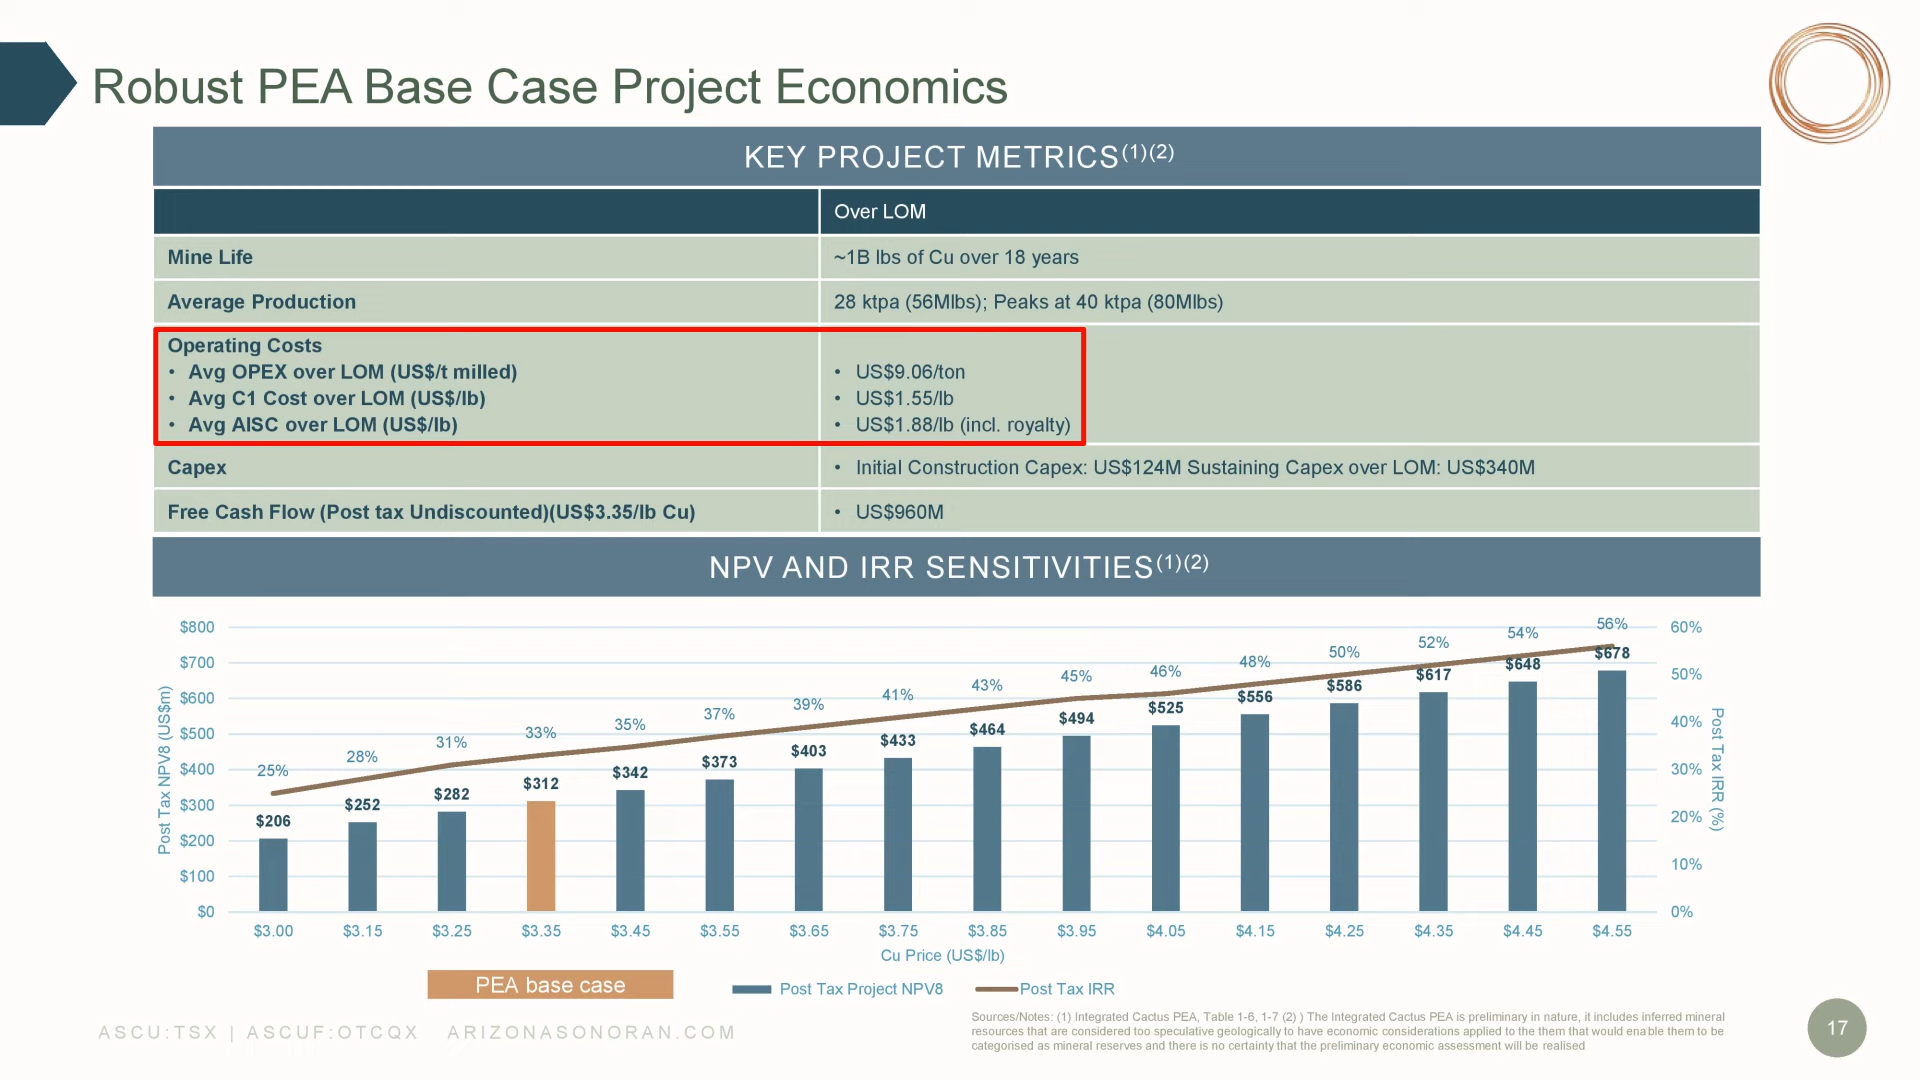 Robust PEA Base Case Project Economics
KEY PROJECT METRICS(1)(2)
Over LOM
Mine Life
~1B lbs of Cu over 18 years
Average Production
28 ktpa (56Mlbs); Peaks at 40 ktpa (80Mlbs)
Operating Costs
• Avg OPEX over LOM (US$/t milled)
• US$9.06/ton
• Avg C1 Cost over LOM (US$/lb)
• US$1.55/lb
• Avg AISC over LOM (US$/lb)
• US$1.88/lb (incl. royalty)
Capex
• Initial Construction Capex: US$124M Sustaining Capex over LOM: US$340M
Free Cash Flow (Post tax Undiscounted)(US$3.35/lb Cu)
• US$960M
NPV AND IRR SENSITIVITIES(1)(2)
Post Tax NPV8 (US$m)
$800
$700
$600
$500
$400
$300
$200
$100
$0
25%
28%
31%
33%
35%
37%
39%
41%
43%
45%
46%
48%
50%
52%
54%
56%
$206
$252
$282
$312
$342
$373
$403
$433
$464
$494
$525
$556
$586
$617
$648
$678
60%
50%
40%
30%
20%
10%
0%
Post Tax IRR (%)
$3.00 $3.15 $3.25 $3.35 $3.45 $3.55 $3.65 $3.75 $3.85 $3.95 $4.05 $4.15 $4.25 $4.35 $4.45 $4.55
Cu Price (US$/lb)
PEA base case
Post Tax Project NPV8
Post Tax IRR
ASCU:TSX | ASCUF:OTCQX ARIZONASONORAN.COM
Sources/Notes: (1) Integrated Cactus PEA, Table 1-6, 1-7 (2) ) The Integrated Cactus PEA is preliminary in nature, it includes inferred mineral
resources that are considered too speculative geologically to have economic considerations applied to the them that would enable them to be
categorised as mineral reserves and there is no certainty that the preliminary economic assessment will be realised
17